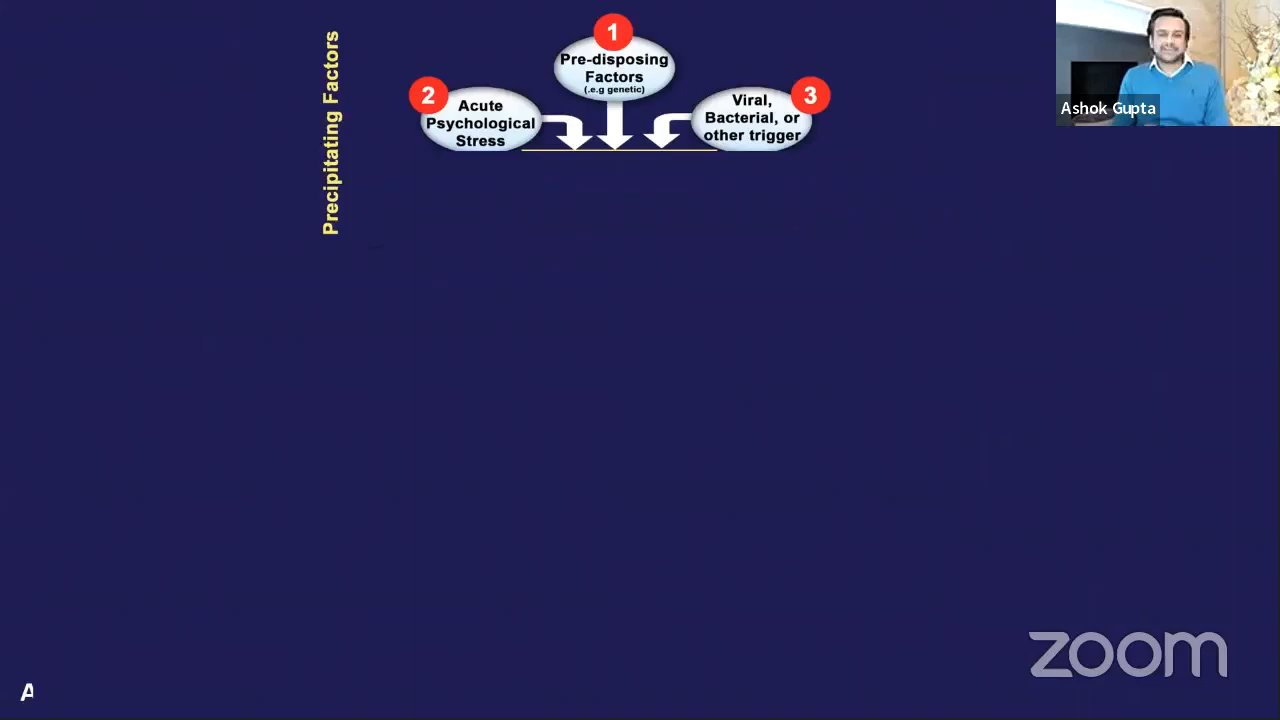 Precipitating Factors
1
Pre-disposing
Factors
(.e.g genetic)
2
Acute
Psychological
Stress
3
Viral,
Bacterial, or
other trigger
Ashok Gupta
zoom
A